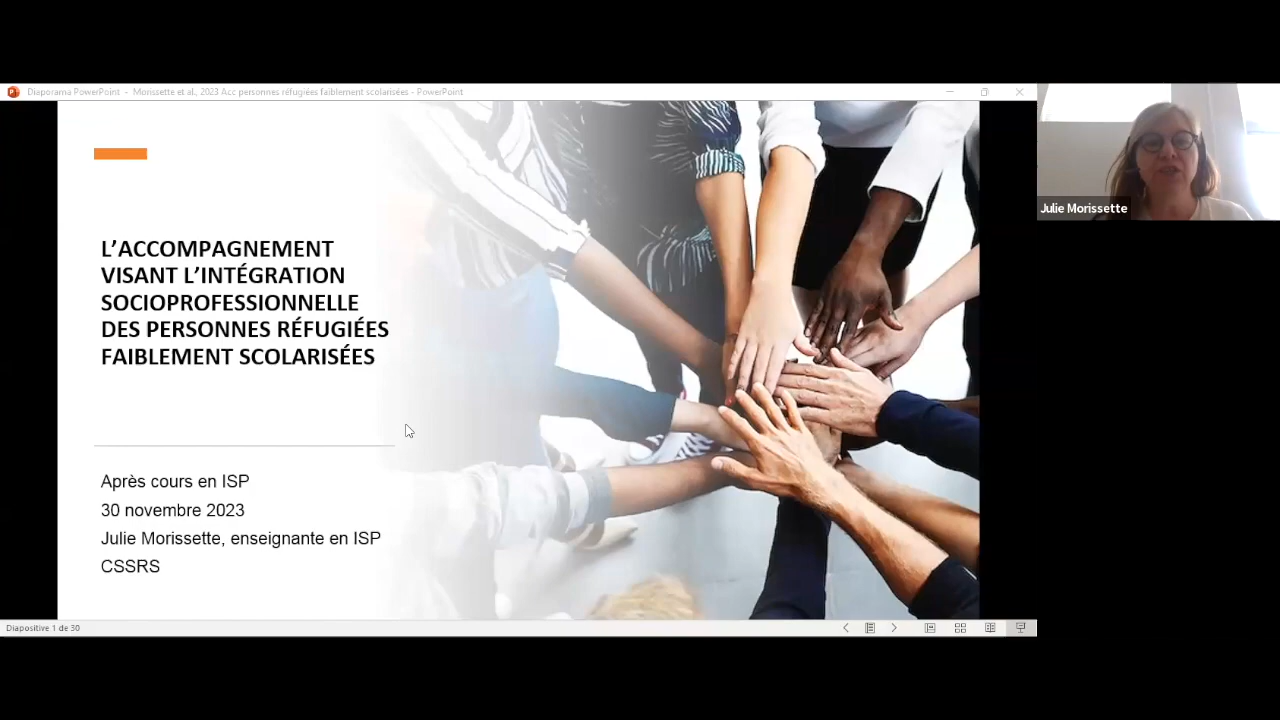 Diaporama PowerPoint - Morissette et al., 2023 Acc personnes réfugiées faiblement scolarisées - PowerPoint
L’ACCOMPAGNEMENT
VISANT L’INTÉGRATION
SOCIOPROFESSIONNELLE
DES PERSONNES RÉFUGIÉES
FAIBLEMENT SCOLARISÉES
Après cours en ISP
30 novembre 2023
Julie Morissette, enseignante en ISP
CSSRS
Julie Morissette
Diapositive 1 de 30